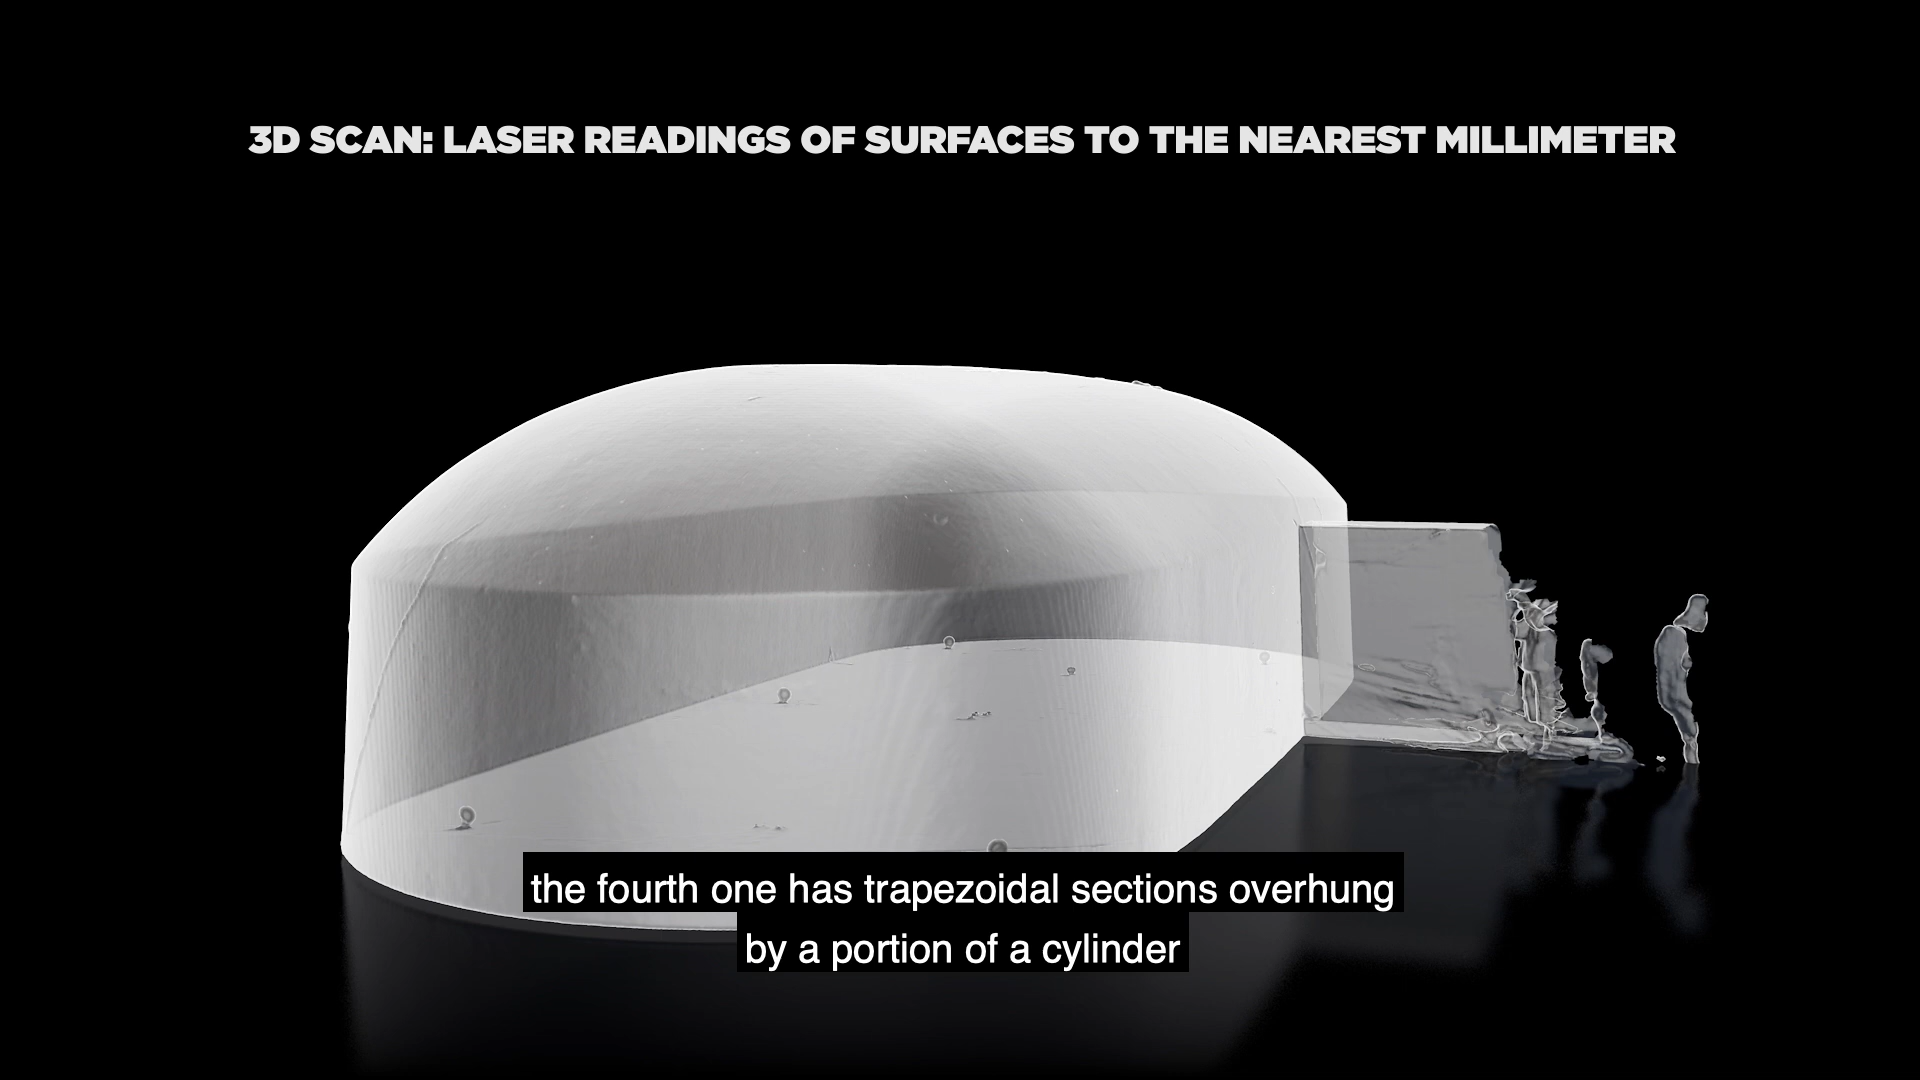 3D SCAN: LASER READINGS OF SURFACES TO THE NEAREST MILLIMETER
the fourth one has trapezoidal sections overhung
by a portion of a cylinder